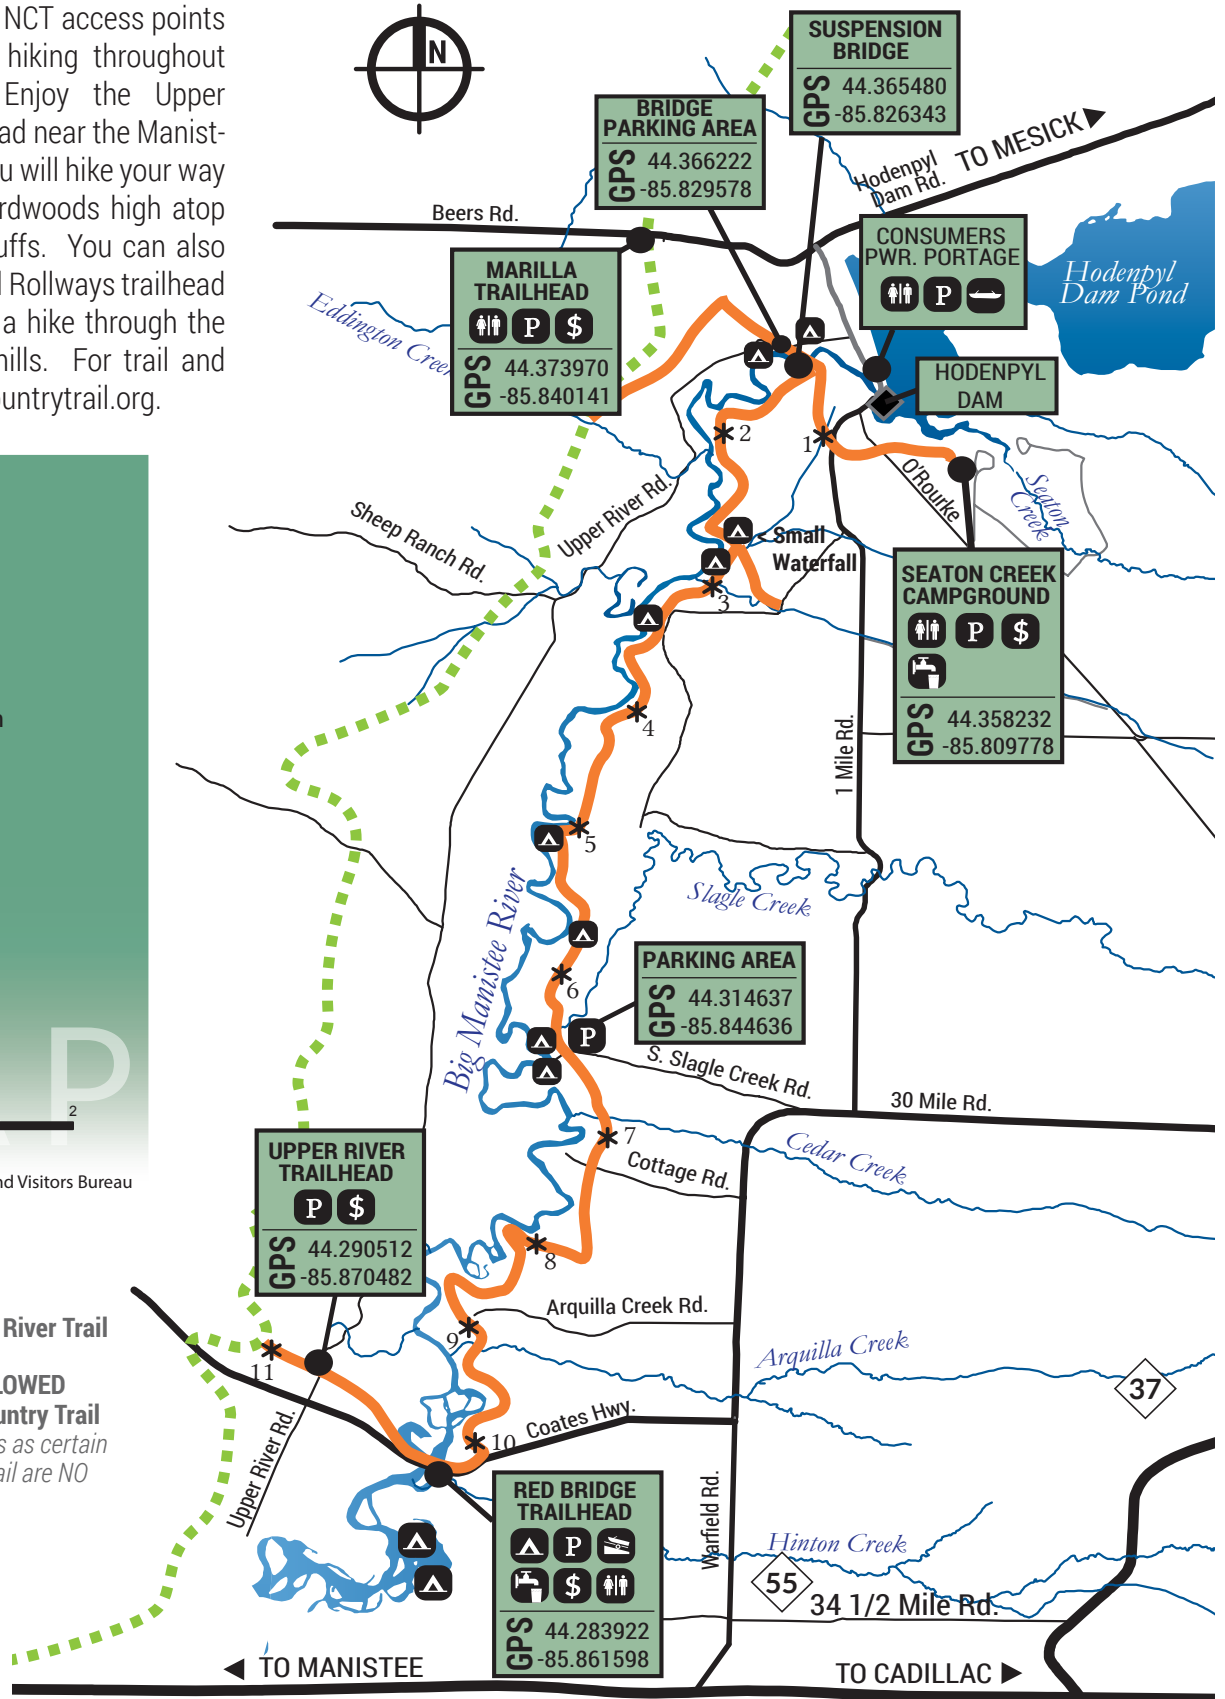 NCT access points
hiking throughout
Enjoy the Upper
ad near the Manist-
u will hike your way
rdwoods high atop
uffs. You can also
l Rollways trailhead
a hike through the
hills. For trail and
ountrytrail.org.
N
SUSPENSION
BRIDGE
GPS
44.365480
-85.826343
BRIDGE
PARKING AREA
GPS
44.366222
-85.829578
TO MESICK
Hodenpyl
Dam Rd.
Beers Rd.
CONSUMERS
PWR. PORTAGE
P
Hodenpyl
Dam Pond
MARILLA
TRAILHEAD
P $
GPS
44.373970
-85.840141
Eddington Creek
HODENPYL
DAM
1
2
O'Rourke
Seaton
Creek
Upper River Rd.
Sheep Ranch Rd.
< Small
Waterfall
3
SEATON CREEK
CAMPGROUND
P $
GPS
44.358232
-85.809778
4
1 Mile Rd.
5
Slagle Creek
Big Manistee River
6
PARKING AREA
GPS
44.314637
-85.844636
P
S. Slagle Creek Rd.
30 Mile Rd.
AP
2
7
Cedar Creek
Cottage Rd.
nd Visitors Bureau
UPPER RIVER
TRAILHEAD
P $
GPS
44.290512
-85.870482
8
Arquilla Creek Rd.
9
River Trail
11
Arquilla Creek
LOWED
untry Trail
s as certain
ail are NO
37
Coates Hwy.
10
Upper River Rd.
RED BRIDGE
TRAILHEAD
P
$
GPS
44.283922
-85.861598
Warfield Rd.
Hinton Creek
55
34 1/2 Mile Rd.
TO MANISTEE
TO CADILLAC